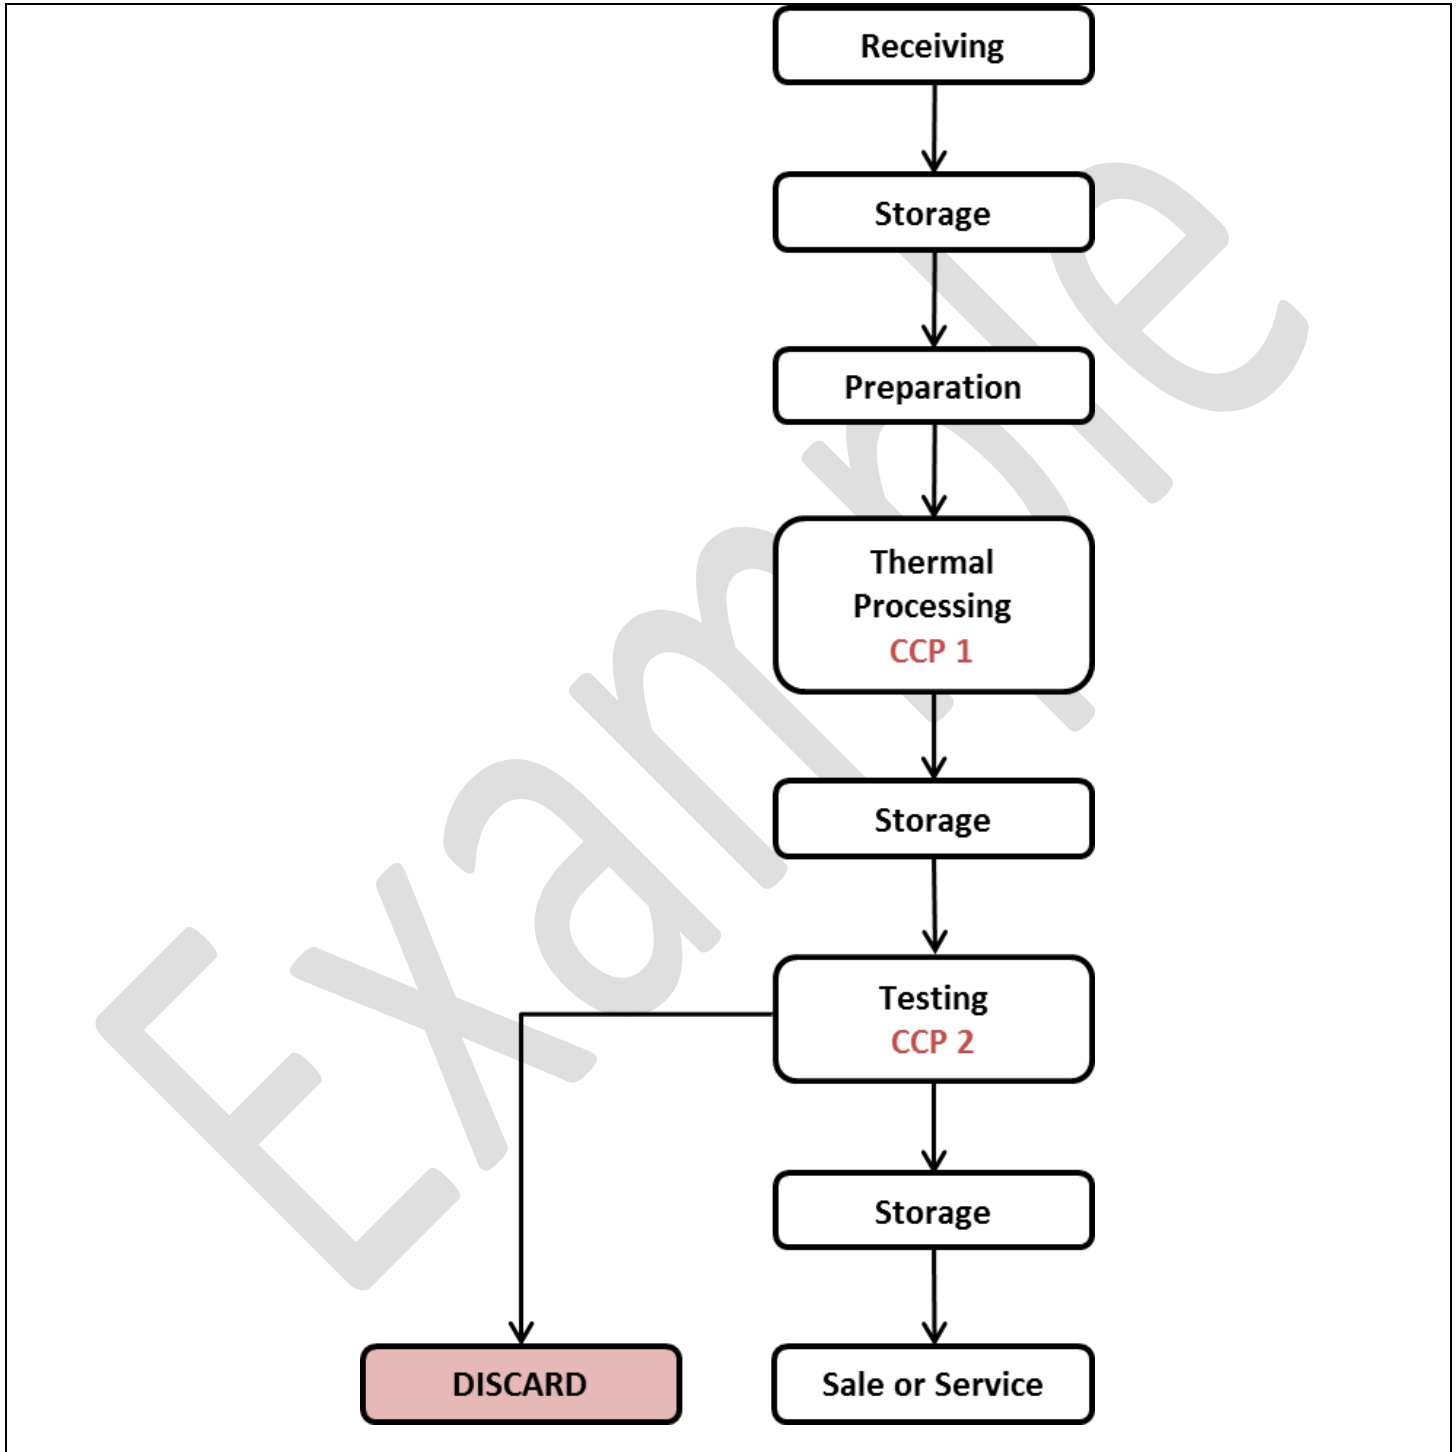 Receiving
Storage
Preparation
Thermal
Processing
CCP 1
Storage
Testing
CCP 2
Storage
DISCARD
Sale or Service
Example